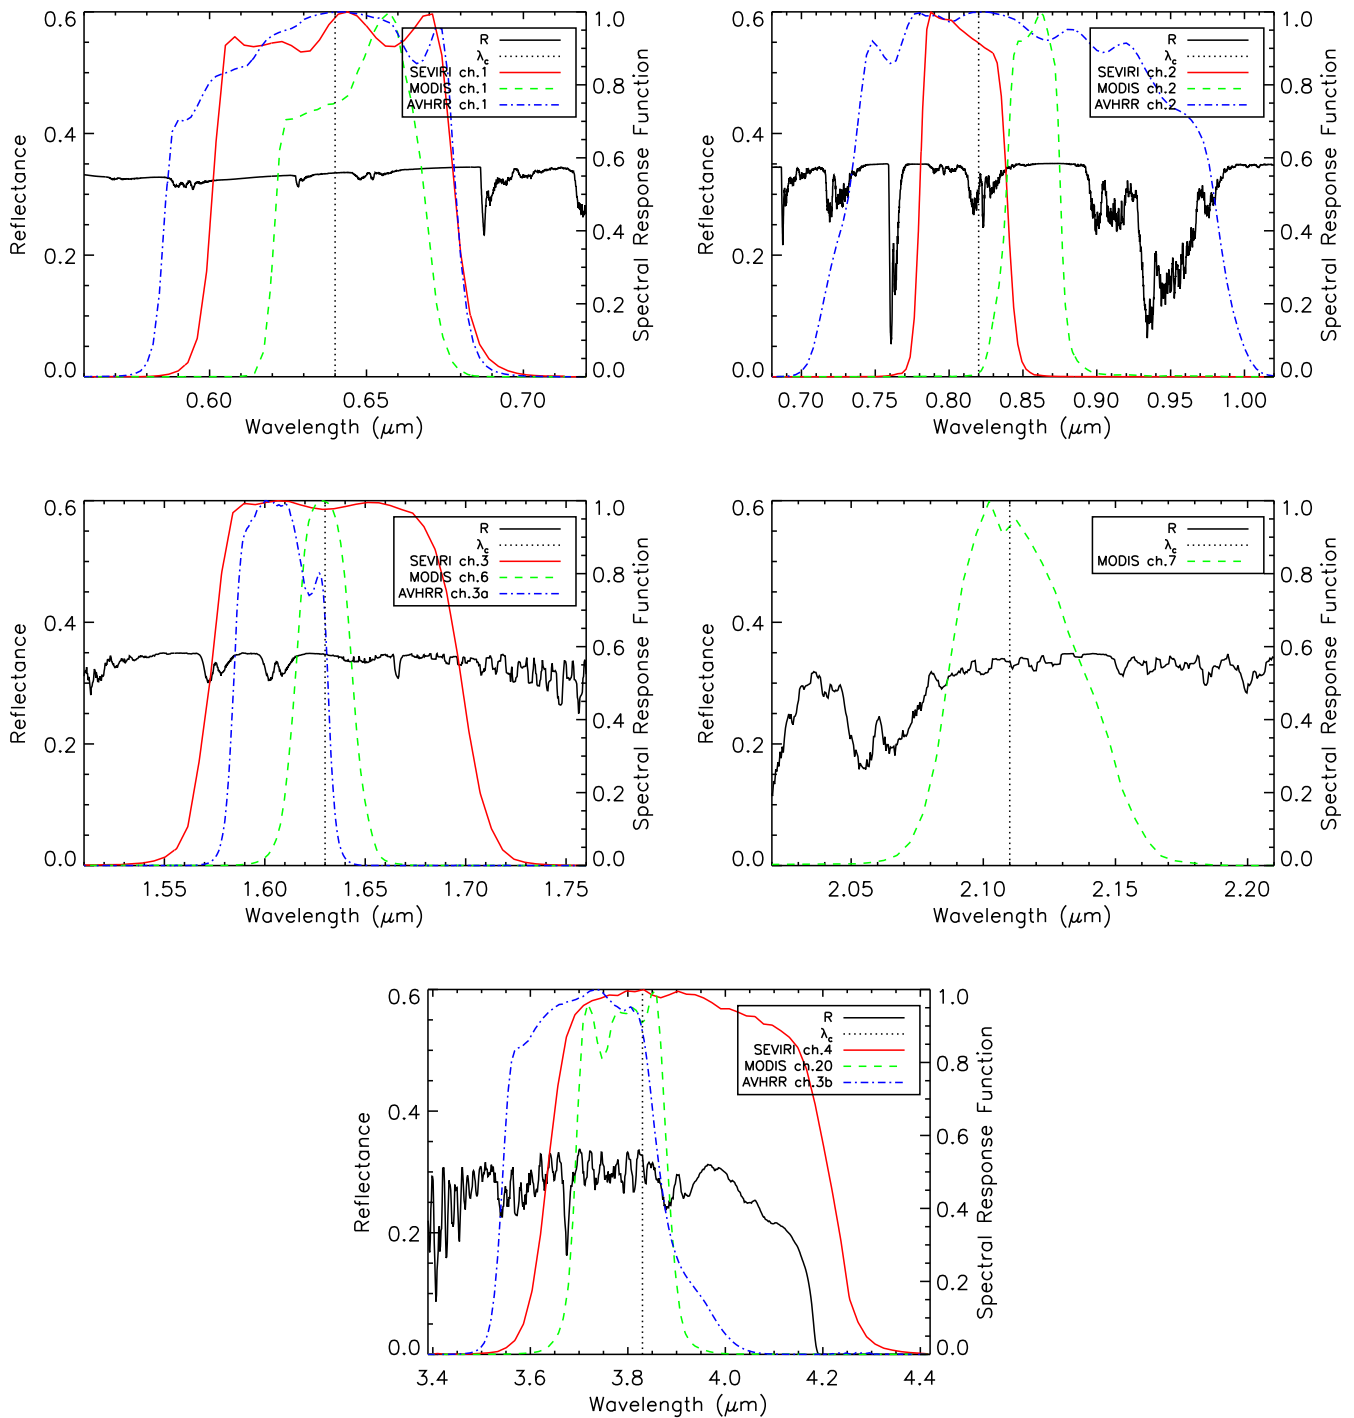 0.6
0.4
0.2
0.0
Reflectance
1.0
0.8
0.6
0.4
0.2
0.0
Spectral Response Function
R
λc
SEVIRI ch.1
MODIS ch.1
AVHRR ch.1
0.60 0.65 0.70
Wavelength (μm)
0.6
0.4
0.2
0.0
Reflectance
1.0
0.8
0.6
0.4
0.2
0.0
Spectral Response Function
R
λc
SEVIRI ch.2
MODIS ch.2
AVHRR ch.2
0.70 0.75 0.80 0.85 0.90 0.95 1.00
Wavelength (μm)
0.6
0.4
0.2
0.0
Reflectance
1.0
0.8
0.6
0.4
0.2
0.0
Spectral Response Function
R
λc
SEVIRI ch.3
MODIS ch.6
AVHRR ch.3a
1.55 1.60 1.65 1.70 1.75
Wavelength (μm)
0.6
0.4
0.2
0.0
Reflectance
1.0
0.8
0.6
0.4
0.2
0.0
Spectral Response Function
R
λc
MODIS ch.7
2.05 2.10 2.15 2.20
Wavelength (μm)
0.6
0.4
0.2
0.0
Reflectance
1.0
0.8
0.6
0.4
0.2
0.0
Spectral Response Function
R
λc
SEVIRI ch.4
MODIS ch.20
AVHRR ch.3b
3.4 3.6 3.8 4.0 4.2 4.4
Wavelength (μm)